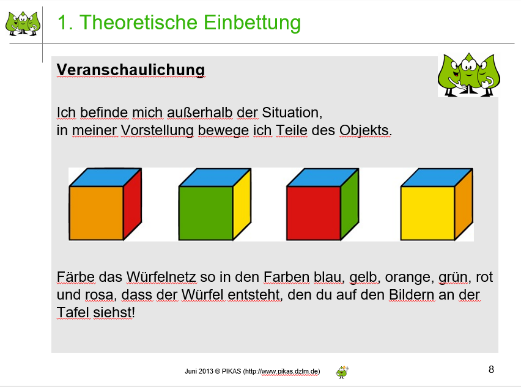 1. Theoretische Einbettung
Veranschaulichung
Ich befinde mich außerhalb der Situation,
in meiner Vorstellung bewege ich Teile des Objekts.
Färbe das Würfelnetz so in den Farben blau, gelb, orange, grün, rot
und rosa, dass der Würfel entsteht, den du auf den Bildern an der
Tafel siehst!
Juni 2013 © PIKAS (http://www.pikas.dzlm.de)
8